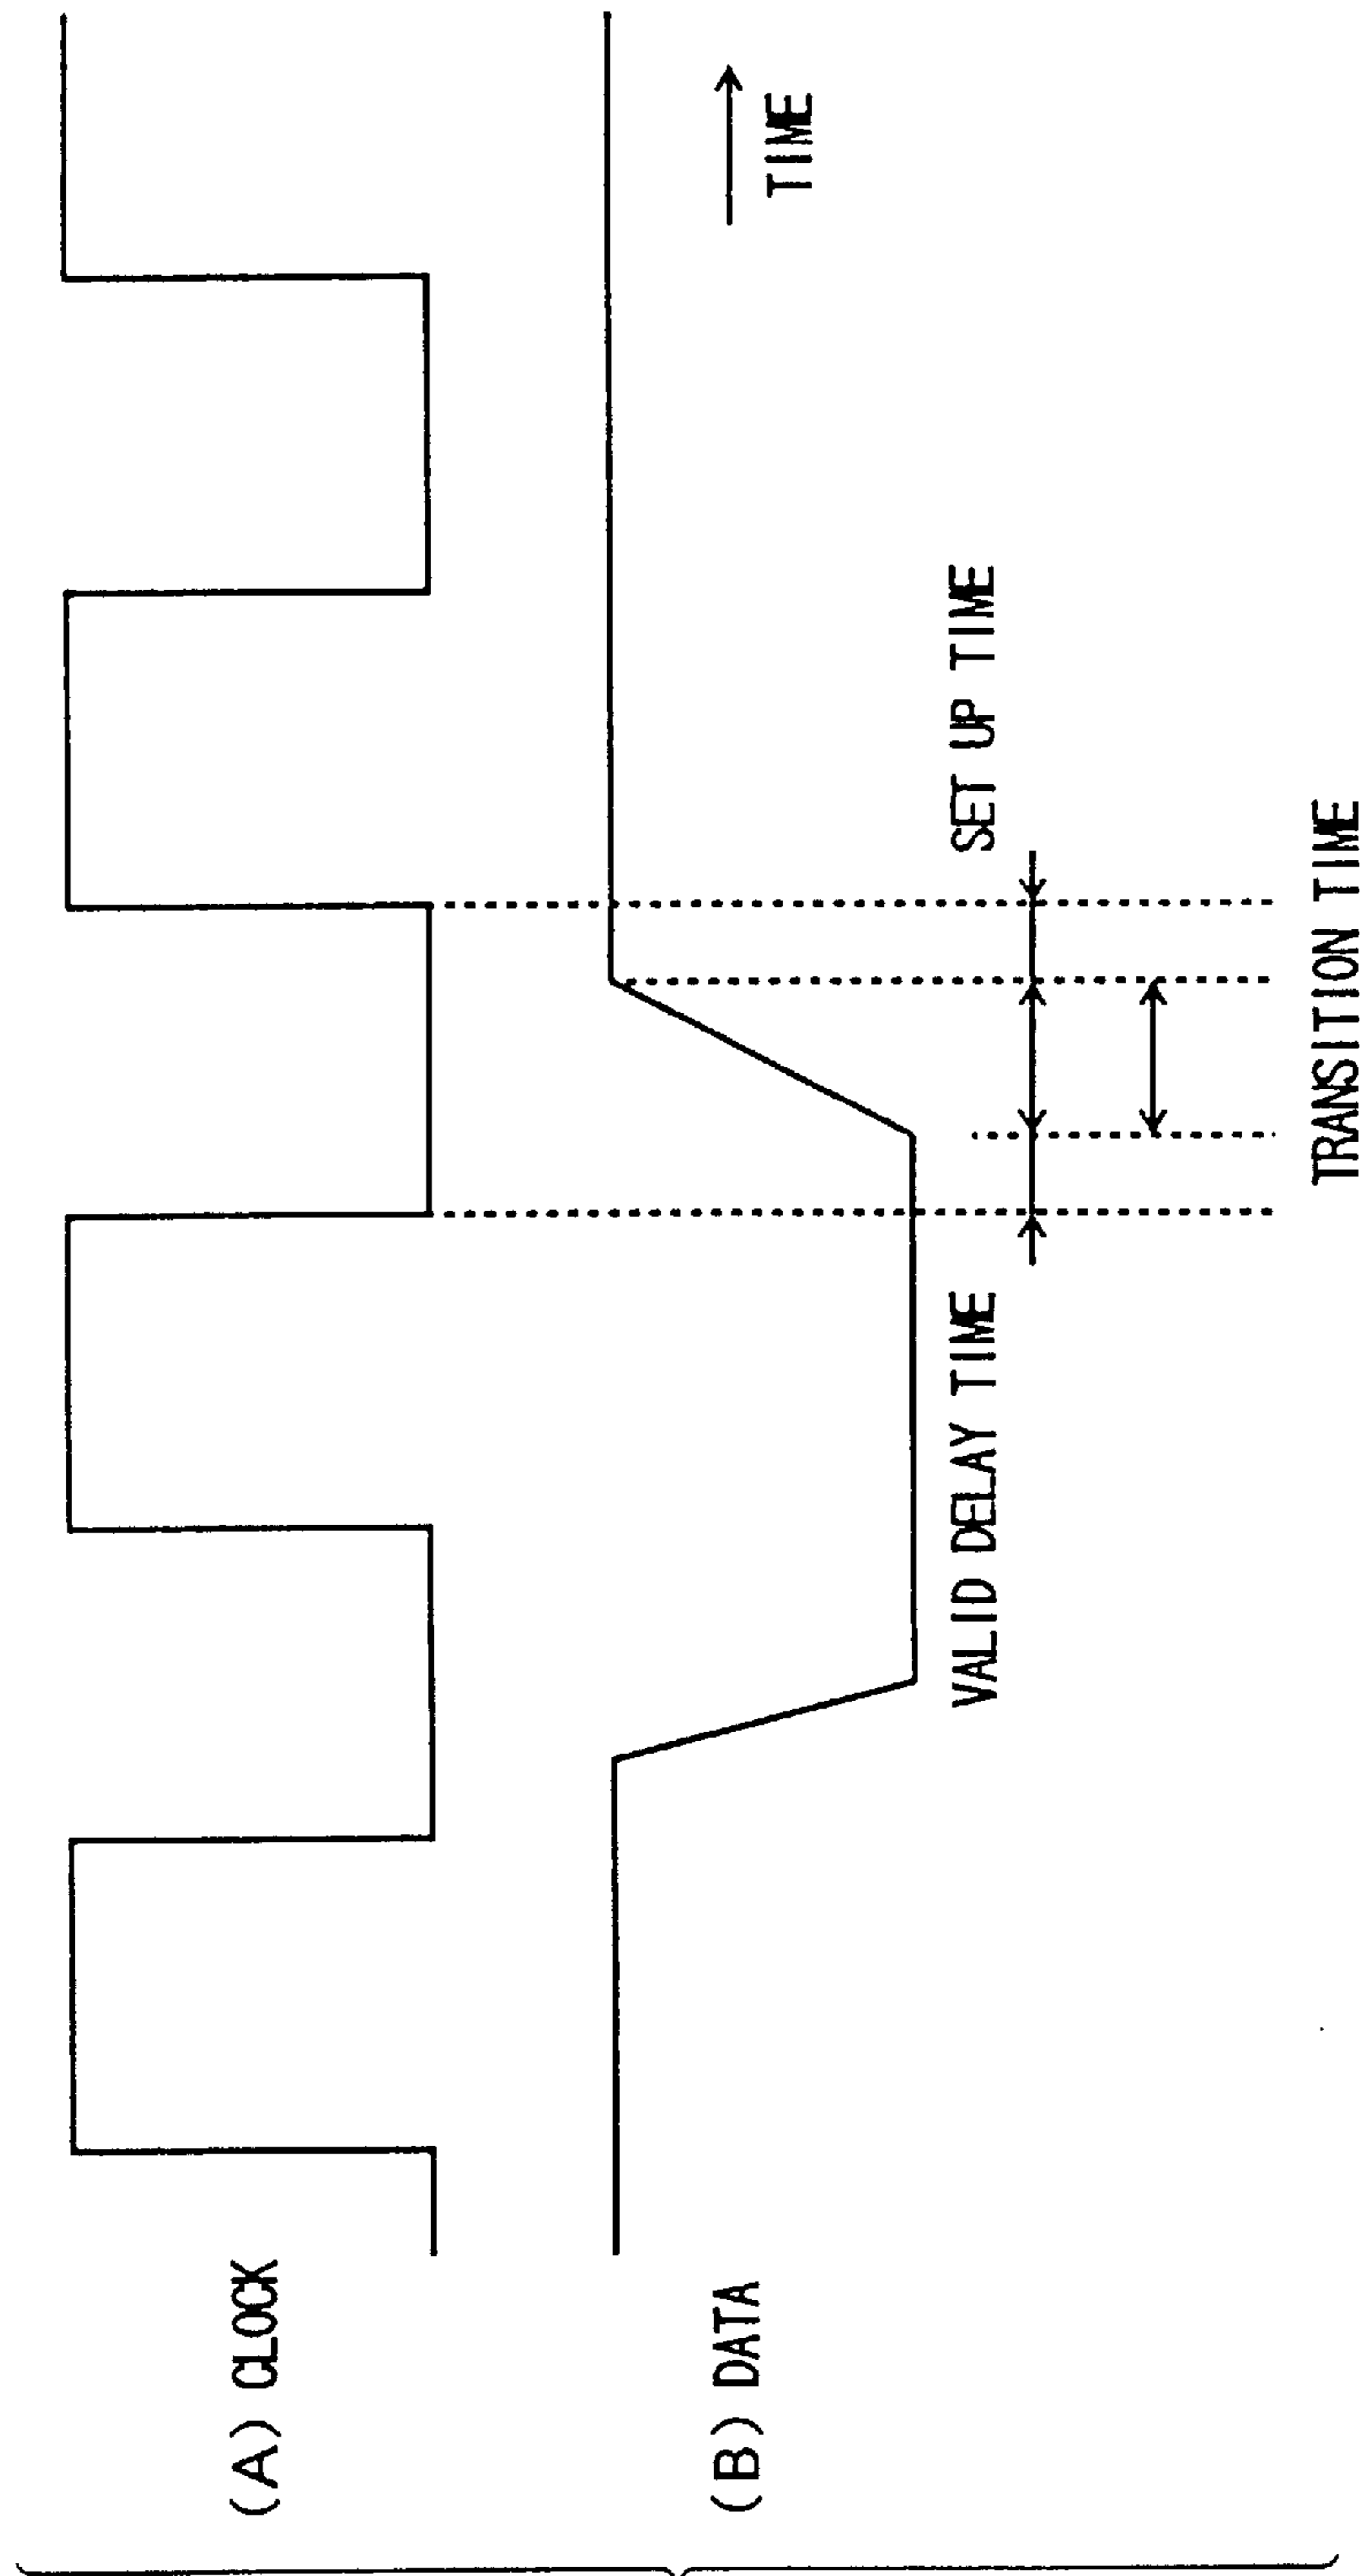 (A) CLOCK
(B) DATA
TIME
VALID DELAY TIME
SET UP TIME
TRANSITION TIME